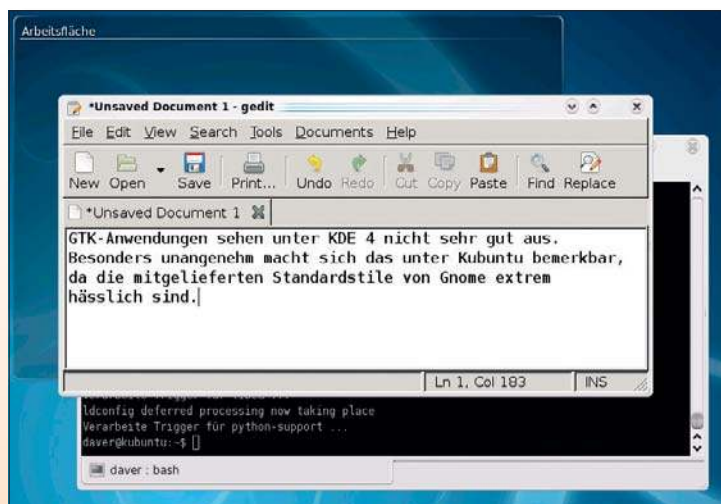 Arbeitsfläche
*Unsaved Document 1 - gedit
File Edit View Search Tools Documents Help
New Open Save Print... Undo Redo Cut Copy Paste Find Replace
*Unsaved Document 1
GTK-Anwendungen sehen unter KDE 4 nicht sehr gut aus.
Besonders unangenehm macht sich das unter Kubuntu bemerkbar,
da die mitgelieferten Standardstile von Gnome extrem
hässlich sind.
Ln 1, Col 183 INS
ldconfig deferred processing now taking place
Verarbeite Trigger für python-support ...
daver@kubuntu:~$
daver : bash